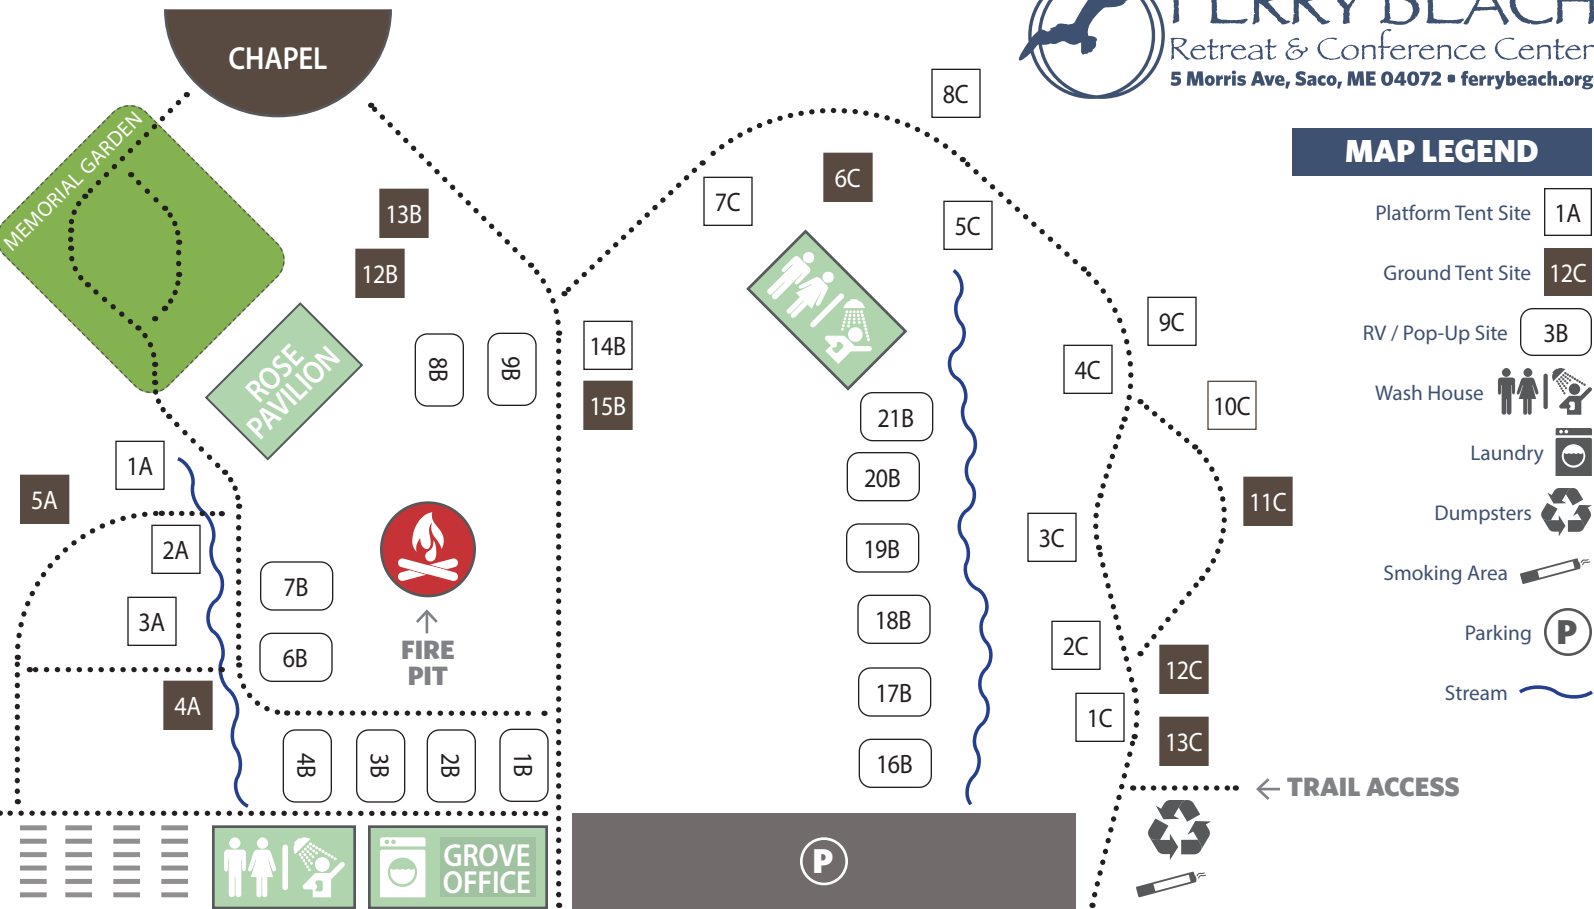 CHAPEL
FERRY BEACH
Retreat & Conference Center
5 Morris Ave, Saco, ME 04072 • ferrybeach.org
MEMORIAL GARDEN
MAP LEGEND
Platform Tent Site 1A
Ground Tent Site 12C
RV / Pop-Up Site 3B
Wash House
Laundry
Dumpsters
Smoking Area
Parking P
Stream
8C
6C
7C
5C
13B
12B
14B
15B
8B
9B
ROSE
PAVILION
9C
4C
10C
11C
3C
2C
12C
1C
13C
21B
20B
19B
18B
17B
16B
1A
5A
2A
3A
4A
7B
6B
↑
FIRE
PIT
4B
3B
2B
1B
← TRAIL ACCESS
GROVE
OFFICE
P